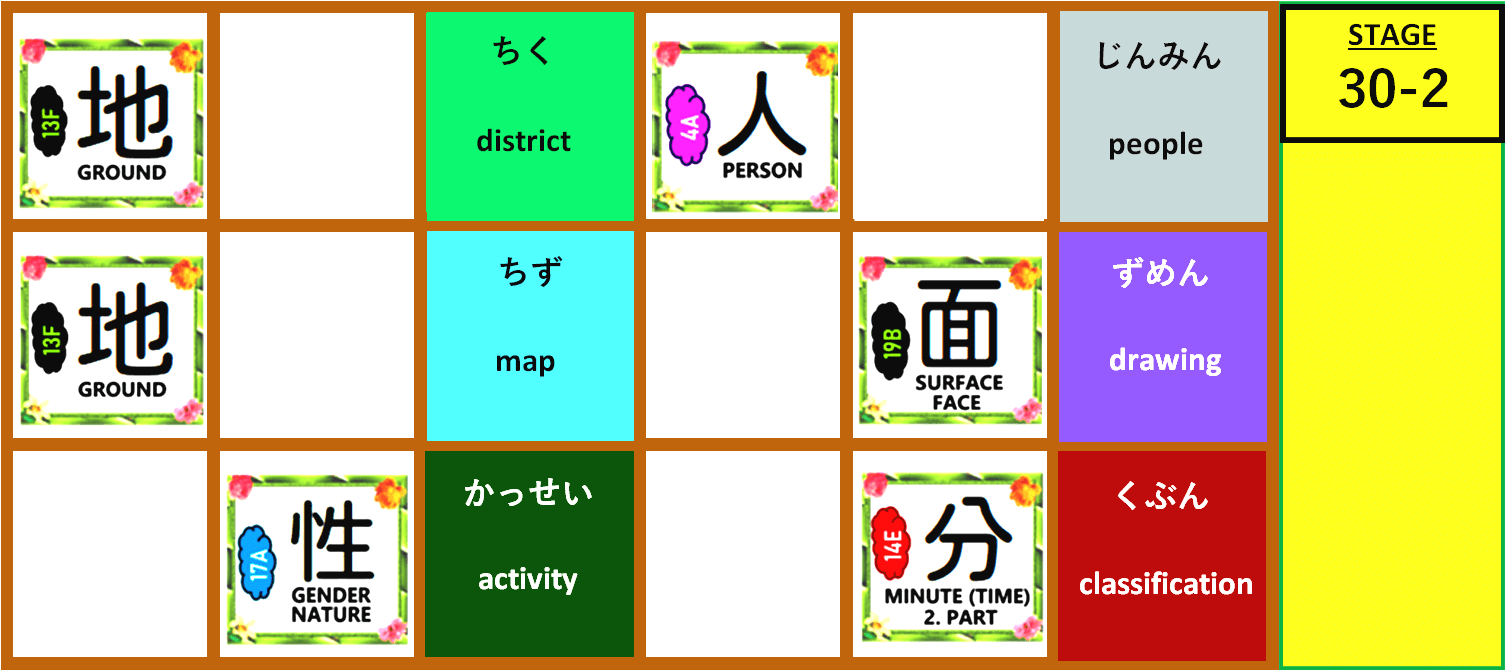 13F
地
GROUND
ちく
district
4A
人
PERSON
じんみん
people
STAGE
30-2
13F
地
GROUND
ちず
map
19B
面
SURFACE
FACE
ずめん
drawing
17A
性
GENDER
NATURE
かっせい
activity
14E
分
MINUTE (TIME)
2. PART
くぶん
classification